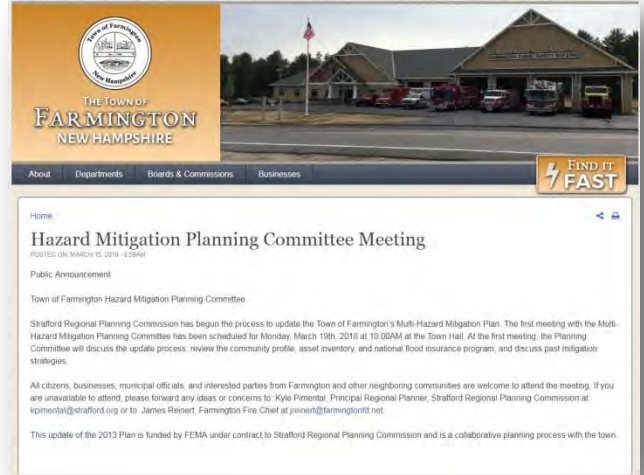 Town of Farmington
New Hampshire
THE TOWN OF
FARMINGTON
NEW HAMPSHIRE
About Departments Boards & Commissions Businesses
FIND IT
FAST
Home
Hazard Mitigation Planning Committee Meeting
POSTED ON: MARCH 15, 2018 - 8:59AM
Public Announcement
Town of Farmington Hazard Mitigation Planning Committee
Strafford Regional Planning Commission has begun the process to update the Town of Farmington's Multi-Hazard Mitigation Plan. The first meeting with the Multi-
Hazard Mitigation Planning Committee has been scheduled for Monday, March 19th, 2018 at 10:00AM at the Town Hall. At the first meeting, the Planning
Committee will discuss the update process, review the community profile, asset inventory, and national flood insurance program, and discuss past mitigation
strategies.
All citizens, businesses, municipal officials, and interested parties from Farmington and other neighboring communities are welcome to attend the meeting. If you
are unavailable to attend, please forward any ideas or concerns to: Kyle Pimental, Principal Regional Planner, Strafford Regional Planning Commission at
kpimental@strafford.org or to James Reinert, Farmington Fire Chief at jreinert@farmingtonfd.net.
This update of the 2013 Plan is funded by FEMA under contract to Strafford Regional Planning Commission and is a collaborative planning process with the town.